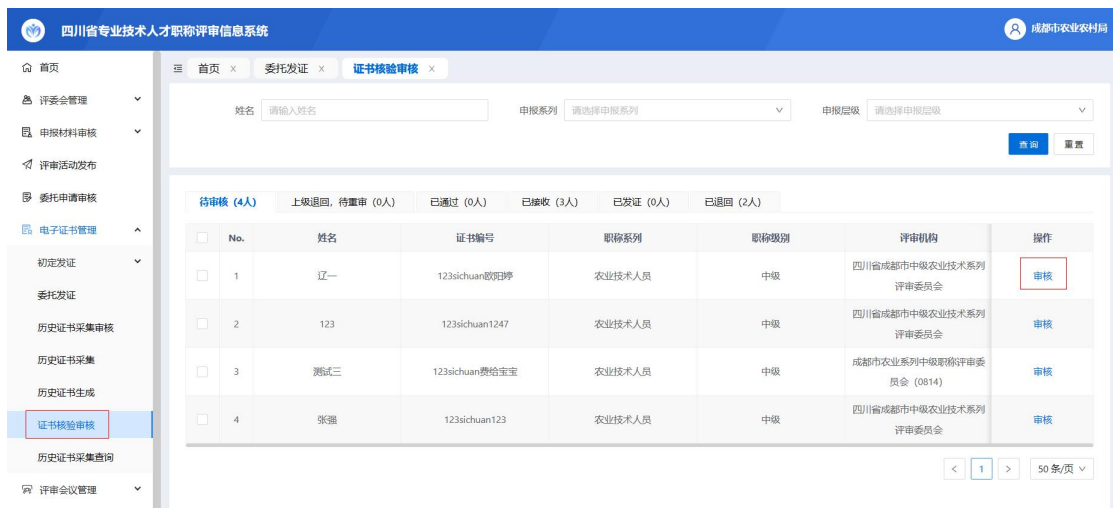 四川省专业技术人才职称评审信息系统
成都市农业农村局
首页
评委会管理
申报材料审核
评审活动发布
委托申请审核
电子证书管理
初定发证
委托发证
历史证书采集审核
历史证书采集
历史证书生成
证书核验审核
历史证书采集查询
评审会议管理
首页 × 委托发证 × 证书核验审核 ×
姓名 请输入姓名 申报系列 请选择申报系列 申报层级 请选择申报层级
查询 重置
待审核 (4人) 上级退回，待重审 (0人) 已通过 (0人) 已接收 (3人) 已发证 (0人) 已退回 (2人)
No. 姓名 证书编号 职称系列 职称级别 评审机构 操作
1 辽一 123sichuan欧阳婷 农业技术人员 中级 四川省成都市中级农业技术系列 审核
评审委员会
2 123 123sichuan1247 农业技术人员 中级 四川省成都市中级农业技术系列 审核
评审委员会
3 测试三 123sichuan费给宝宝 农业技术人员 中级 成都市农业系列中级职称评审委 审核
员会 (0814)
4 张强 123sichuan123 农业技术人员 中级 四川省成都市中级农业技术系列 审核
评审委员会
< 1 > 50 条/页